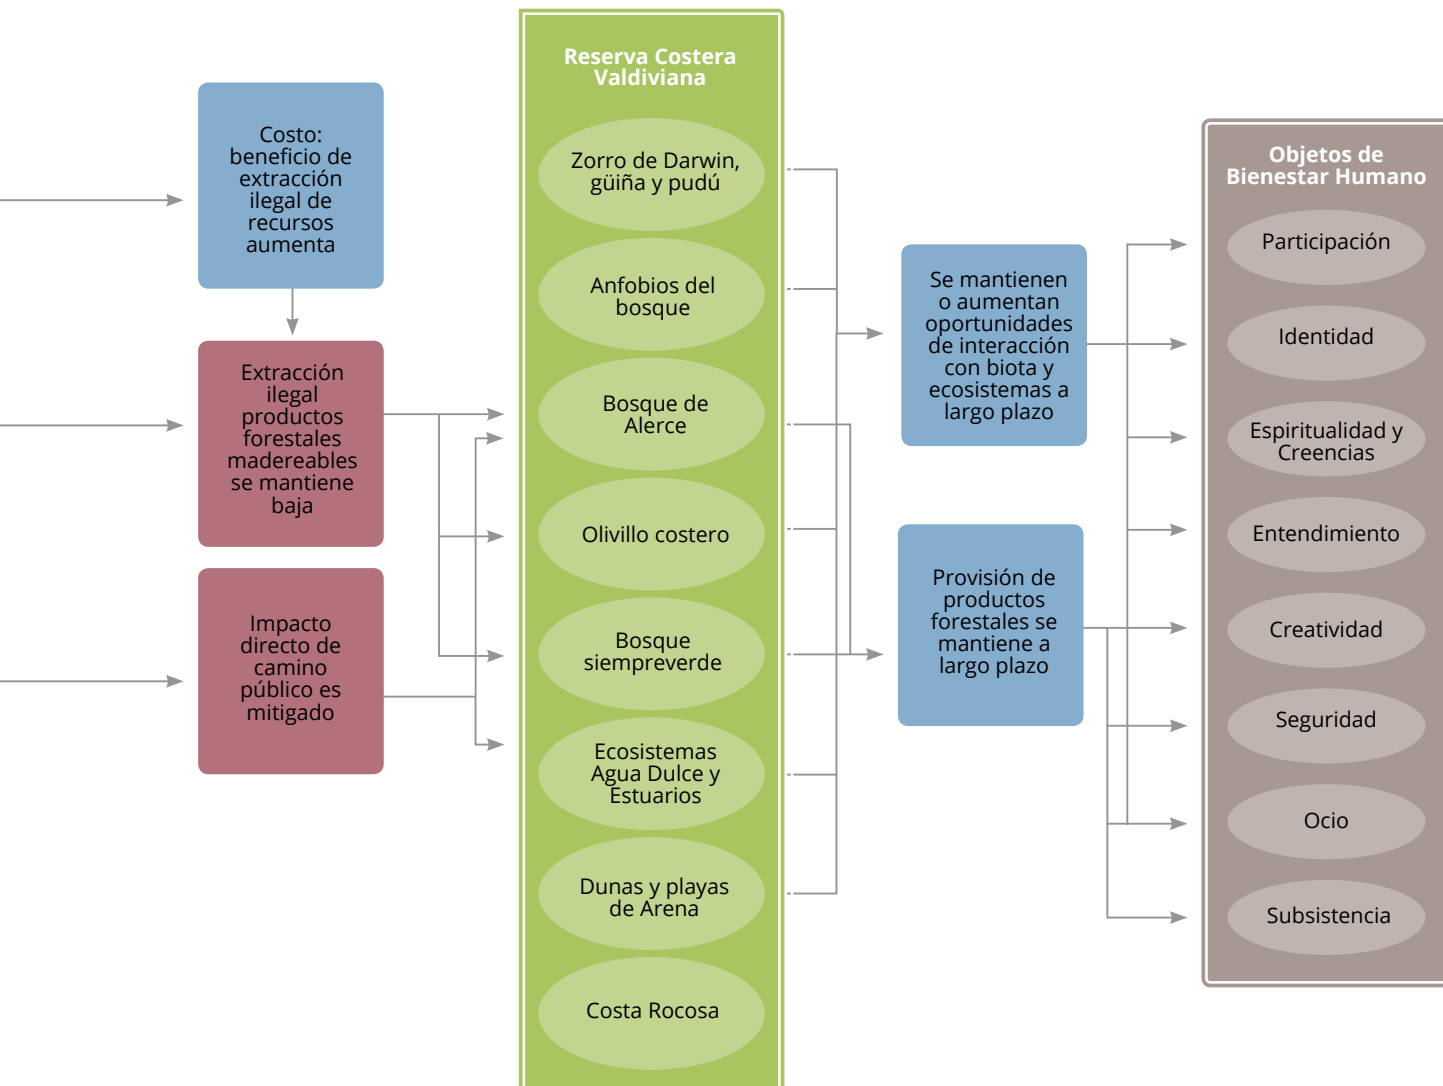 Costo:
beneficio de
extracción
ilegal de
recursos
aumenta
Extracción
ilegal
productos
forestales
madereables
se mantiene
baja
Impacto
directo de
camino
público es
mitigado
Reserva Costera
Valdiviana
Zorro de Darwin,
güiña y pudú
Anfobios del
bosque
Bosque de
Alerce
Olivillo costero
Bosque
siempreverde
Ecosistemas
Agua Dulce y
Estuarios
Dunas y playas
de Arena
Costa Rocosa
Se mantienen
o aumentan
oportunidades
de interacción
con biota y
ecosistemas a
largo plazo
Provisión de
productos
forestales se
mantiene a
largo plazo
Objetos de
Bienestar Humano
Participación
Identidad
Espiritualidad y
Creencias
Entendimiento
Creatividad
Seguridad
Ocio
Subsistencia